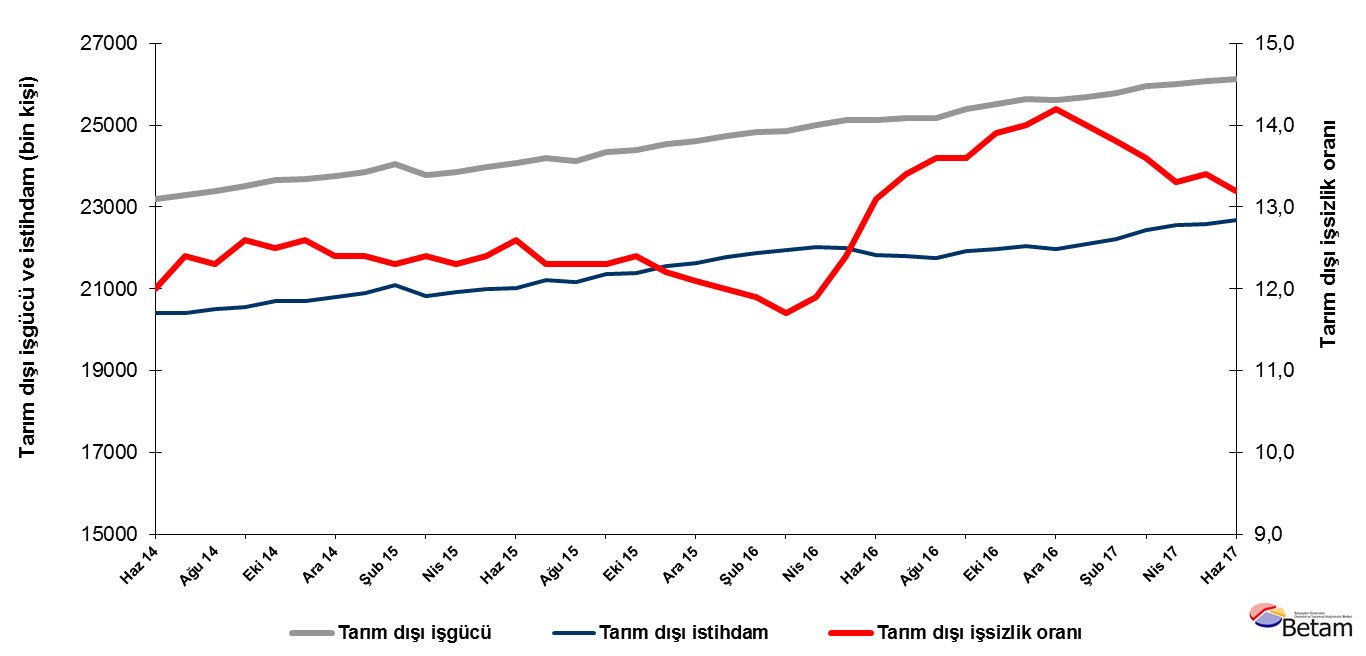 Tarım dışı işgücü ve istihdam (bin kişi)
27000
25000
23000
21000
19000
17000
15000
15,0
14,0
13,0
12,0
11,0
10,0
9,0
Tarım dışı işsizlik oranı
Haz 14
Ağu 14
Eki 14
Ara 14
Şub 15
Nis 15
Haz 15
Ağu 15
Eki 15
Ara 15
Şub 16
Nis 16
Haz 16
Ağu 16
Eki 16
Ara 16
Şub 17
Nis 17
Haz 17
Tarım dışı işgücü
Tarım dışı istihdam
Tarım dışı işsizlik oranı
Betam